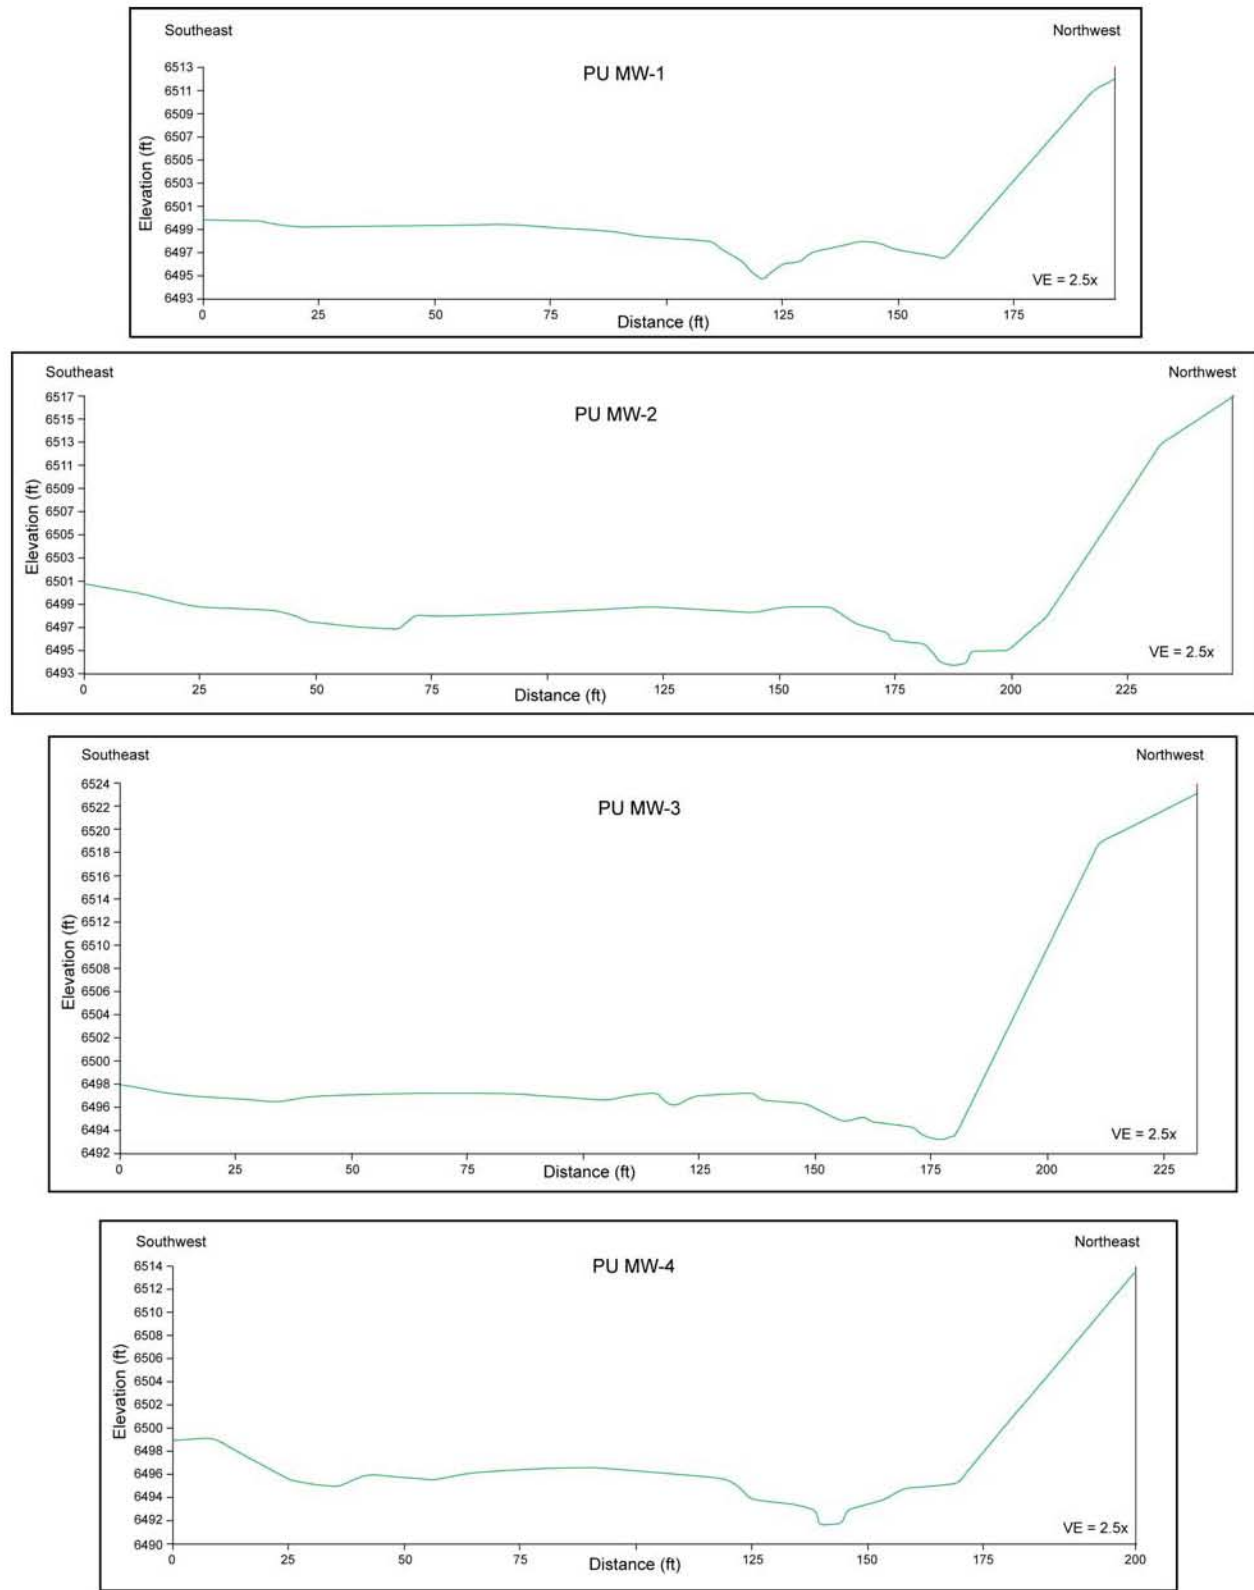 Southeast Northwest
PU MW-1
6513
6511
6509
6507
6505
6503
6501
6499
6497
6495
6493
Elevation (ft)
VE = 2.5x
0 25 50 75 125 150 175
Distance (ft)
Southeast Northwest
PU MW-2
6517
6515
6513
6511
6509
6507
6505
6503
6501
6499
6497
6495
6493
Elevation (ft)
VE = 2.5x
0 25 50 75 125 150 175 200 225
Distance (ft)
Southeast Northwest
PU MW-3
6524
6522
6520
6518
6516
6514
6512
6510
6508
6506
6504
6502
6500
6498
6496
6494
6492
Elevation (ft)
VE = 2.5x
0 25 50 75 125 150 175 200 225
Distance (ft)
Southwest Northeast
PU MW-4
6514
6512
6510
6508
6506
6504
6502
6500
6498
6496
6494
6492
6490
Elevation (ft)
VE = 2.5x
0 25 50 75 125 150 175 200
Distance (ft)